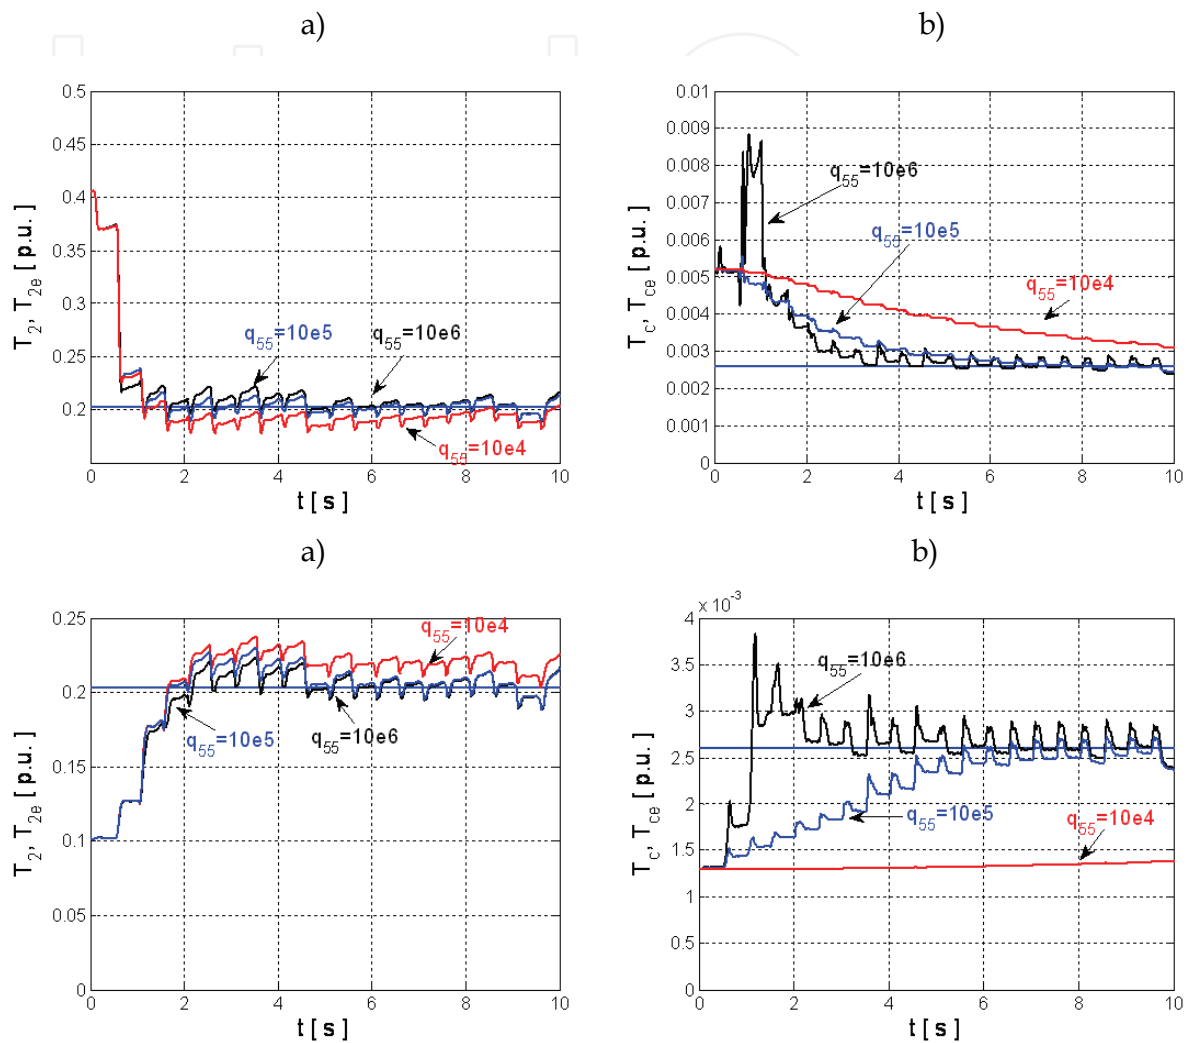 a)
b)
0.5
0.45
0.4
0.35
0.3
0.25
0.2
T2, T2e [ p.u. ]
q55=10e5
q55=10e6
q55=10e4
0 2 4 6 8 10
t [ s ]
0.01
0.009
0.008
0.007
0.006
0.005
0.004
0.003
0.002
0.001
0
Tc, Tce [ p.u. ]
q55=10e6
q55=10e5
q55=10e4
0 2 4 6 8 10
t [ s ]
a)
b)
0.25
0.2
0.15
0.1
0.05
0
T2, T2e [ p.u. ]
q55=10e4
q55=10e5
q55=10e6
0 2 4 6 8 10
t [ s ]
x 10-3
4
3.5
3
2.5
2
1.5
1
0.5
0
Tc, Tce [ p.u. ]
q55=10e6
q55=10e5
q55=10e4
0 2 4 6 8 10
t [ s ]